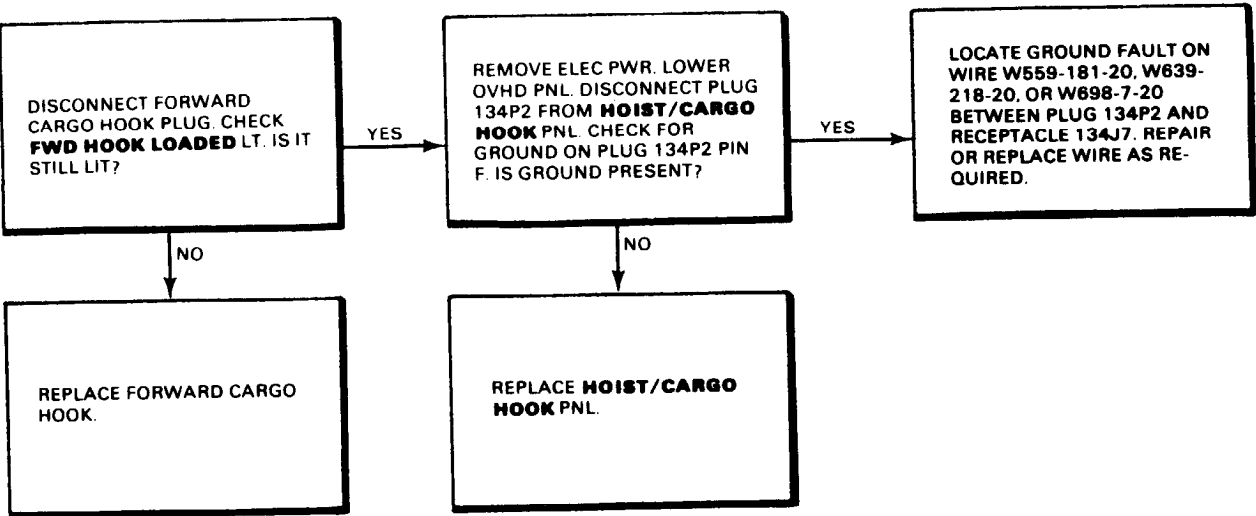 DISCONNECT FORWARD
CARGO HOOK PLUG. CHECK
FWD HOOK LOADED LT. IS IT
STILL LIT?
YES
REMOVE ELEC PWR. LOWER
OVHD PNL. DISCONNECT PLUG
134P2 FROM HOIST/CARGO
HOOK PNL. CHECK FOR
GROUND ON PLUG 134P2 PIN
F. IS GROUND PRESENT?
YES
LOCATE GROUND FAULT ON
WIRE W559-181-20, W639-
218-20, OR W698-7-20
BETWEEN PLUG 134P2 AND
RECEPTACLE 134J7. REPAIR
OR REPLACE WIRE AS RE-
QUIRED.
NO
NO
REPLACE FORWARD CARGO
HOOK.
REPLACE HOIST/CARGO
HOOK PNL.